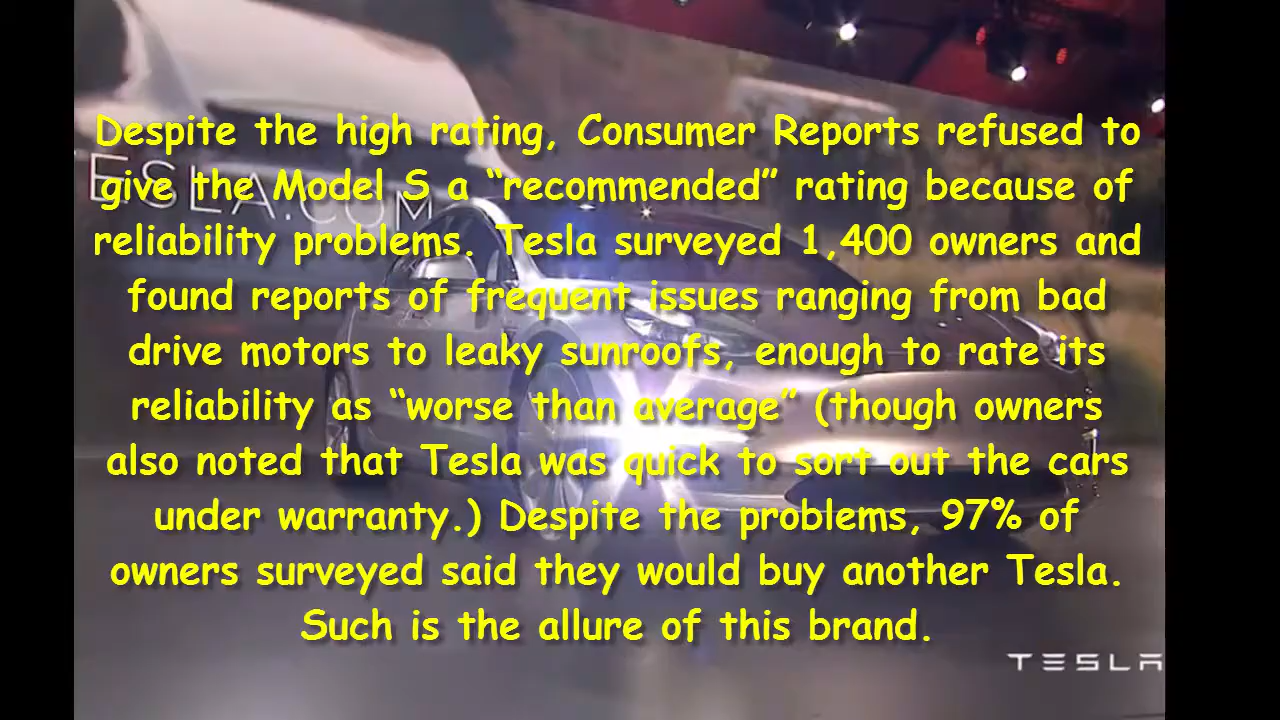 Despite the high rating, Consumer Reports refused to
give the Model S a “recommended” rating because of
reliability problems. Tesla surveyed 1,400 owners and
found reports of frequent issues ranging from bad
drive motors to leaky sunroofs, enough to rate its
reliability as “worse than average” (though owners
also noted that Tesla was quick to sort out the cars
under warranty.) Despite the problems, 97% of
owners surveyed said they would buy another Tesla.
Such is the allure of this brand.
ESLA.COM
TESLA